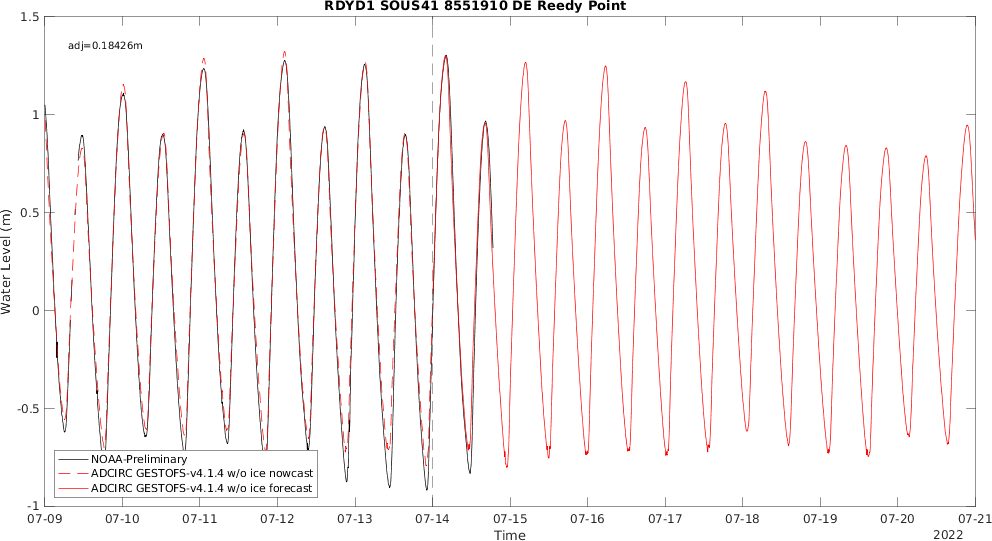 RDYD1 SOUS41 8551910 DE Reedy Point
adj=0.18426m
Water Level (m)
1.5
1
0.5
0
-0.5
-1
NOAA-Preliminary
ADCIRC GESTOFS-v4.1.4 w/o ice nowcast
ADCIRC GESTOFS-v4.1.4 w/o ice forecast
07-09 07-10 07-11 07-12 07-13 07-14 07-15 07-16 07-17 07-18 07-19 07-20 07-21
Time
2022